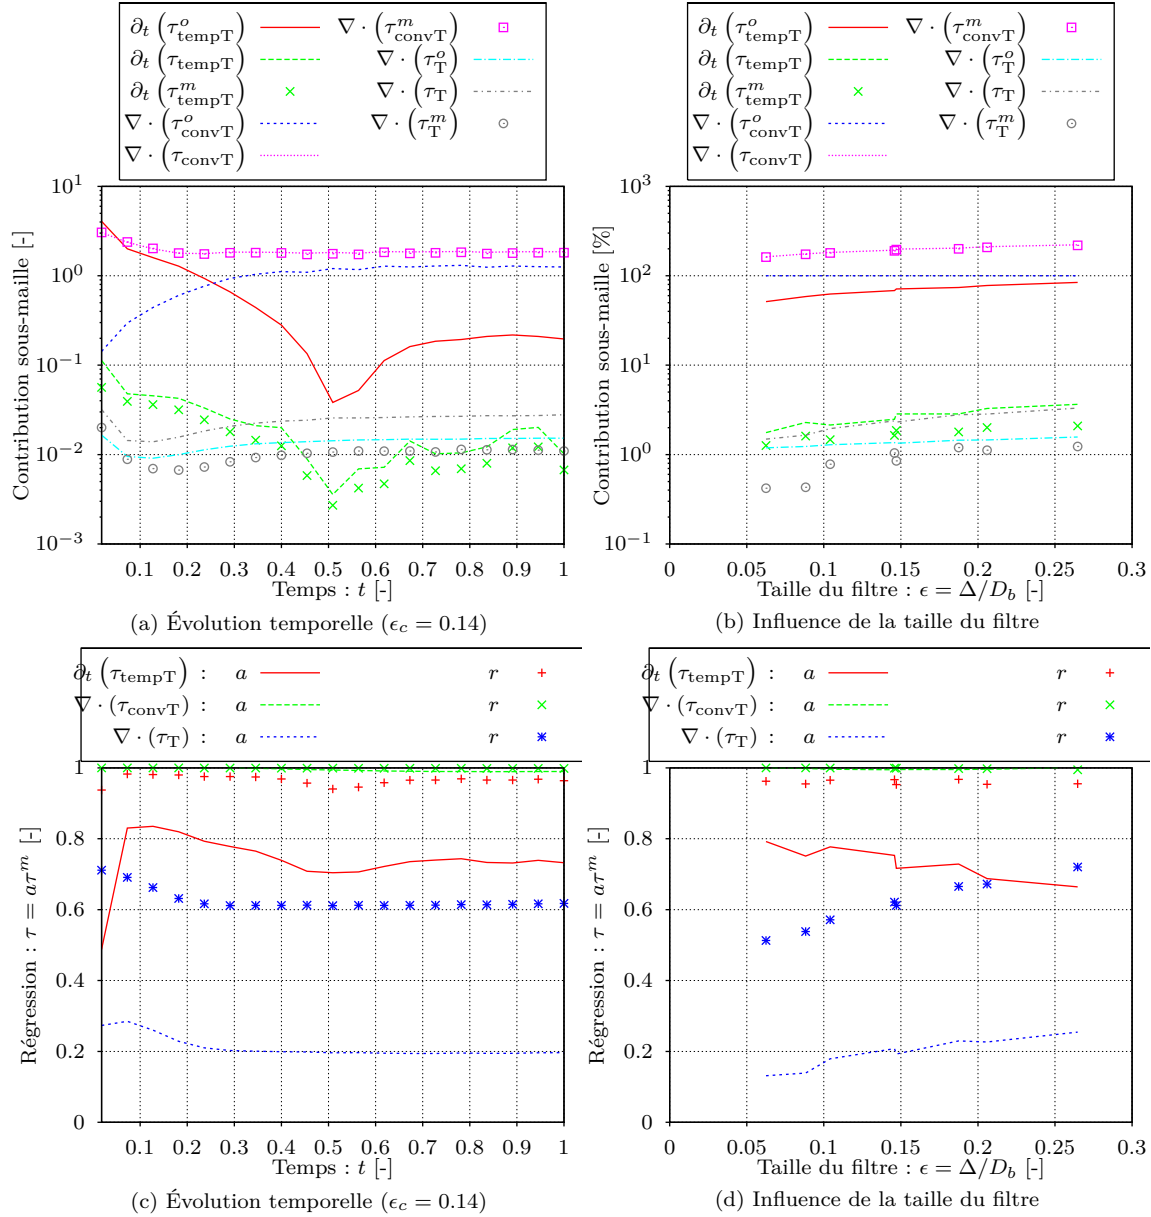 ∂t (τ^o_tempT) ∇ · (τ^m_convT)
∂t (τ_tempT) ∇ · (τ^o_T)
∂t (τ^m_tempT) ∇ · (τ_T)
∇ · (τ^o_convT) ∇ · (τ^m_T)
∇ · (τ_convT)
10^1
10^0
10^−1
10^−2
10^−3
Contribution sous-maille [-]
0.1 0.2 0.3 0.4 0.5 0.6 0.7 0.8 0.9 1
Temps : t [-]
(a) Évolution temporelle (ϵc = 0.14)
∂t (τ^o_tempT) ∇ · (τ^m_convT)
∂t (τ_tempT) ∇ · (τ^o_T)
∂t (τ^m_tempT) ∇ · (τ_T)
∇ · (τ^o_convT) ∇ · (τ^m_T)
∇ · (τ_convT)
10^3
10^2
10^1
10^0
10^−1
Contribution sous-maille [%]
0 0.05 0.1 0.15 0.2 0.25 0.3
Taille du filtre : ϵ = Δ/D_b [-]
(b) Influence de la taille du filtre
∂t (τ_tempT) : a r
∇ · (τ_convT) : a r
∇ · (τ_T) : a r
1
0.8
0.6
0.4
0.2
0
Régression : τ = aτ^m [-]
0.1 0.2 0.3 0.4 0.5 0.6 0.7 0.8 0.9 1
Temps : t [-]
(c) Évolution temporelle (ϵc = 0.14)
∂t (τ_tempT) : a r
∇ · (τ_convT) : a r
∇ · (τ_T) : a r
1
0.8
0.6
0.4
0.2
0
Régression : τ = aτ^m [-]
0 0.05 0.1 0.15 0.2 0.25 0.3
Taille du filtre : ϵ = Δ/D_b [-]
(d) Influence de la taille du filtre